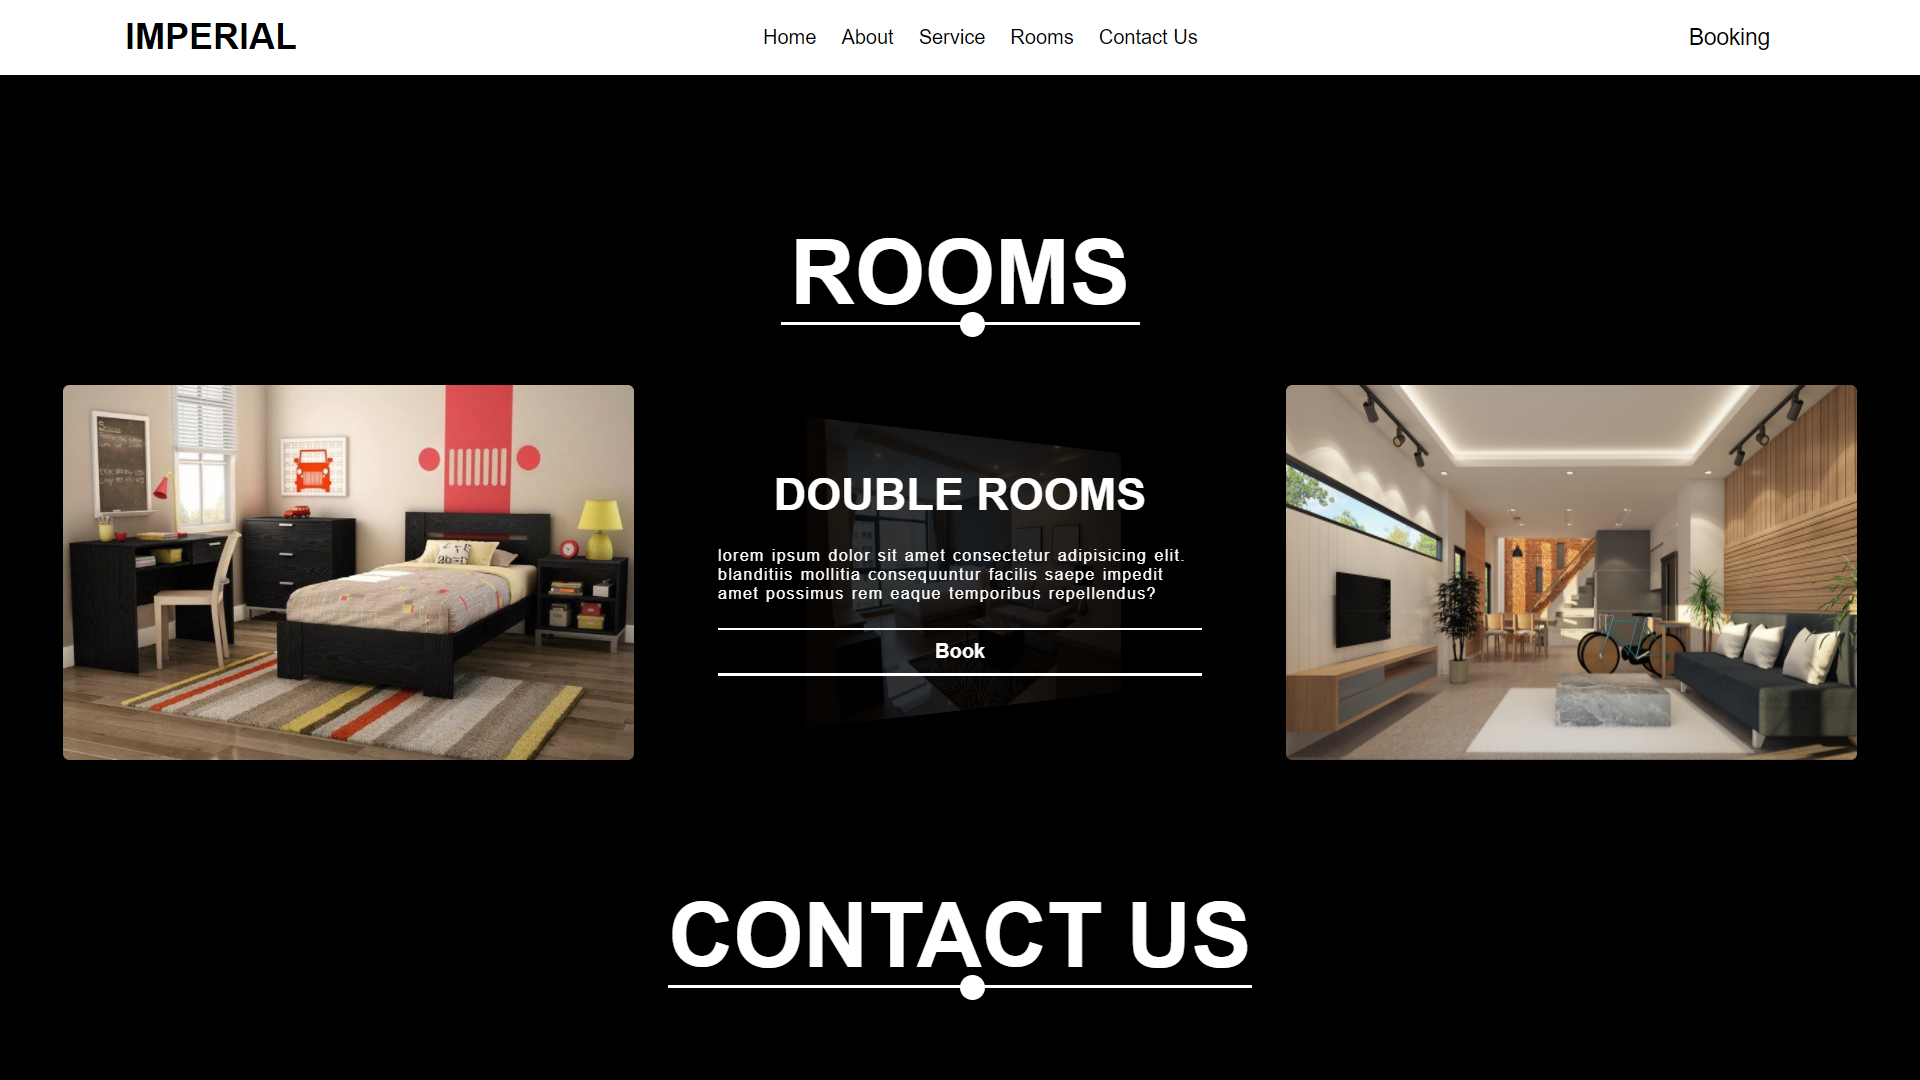 IMPERIAL
Home About Service Rooms Contact Us
Booking
ROOMS
DOUBLE ROOMS
lorem ipsum dolor sit amet consectetur adipisicing elit.
blanditiis mollitia consequuntur facilis saepe impedit
amet possimus rem eaque temporibus repellendus?
Book
CONTACT US